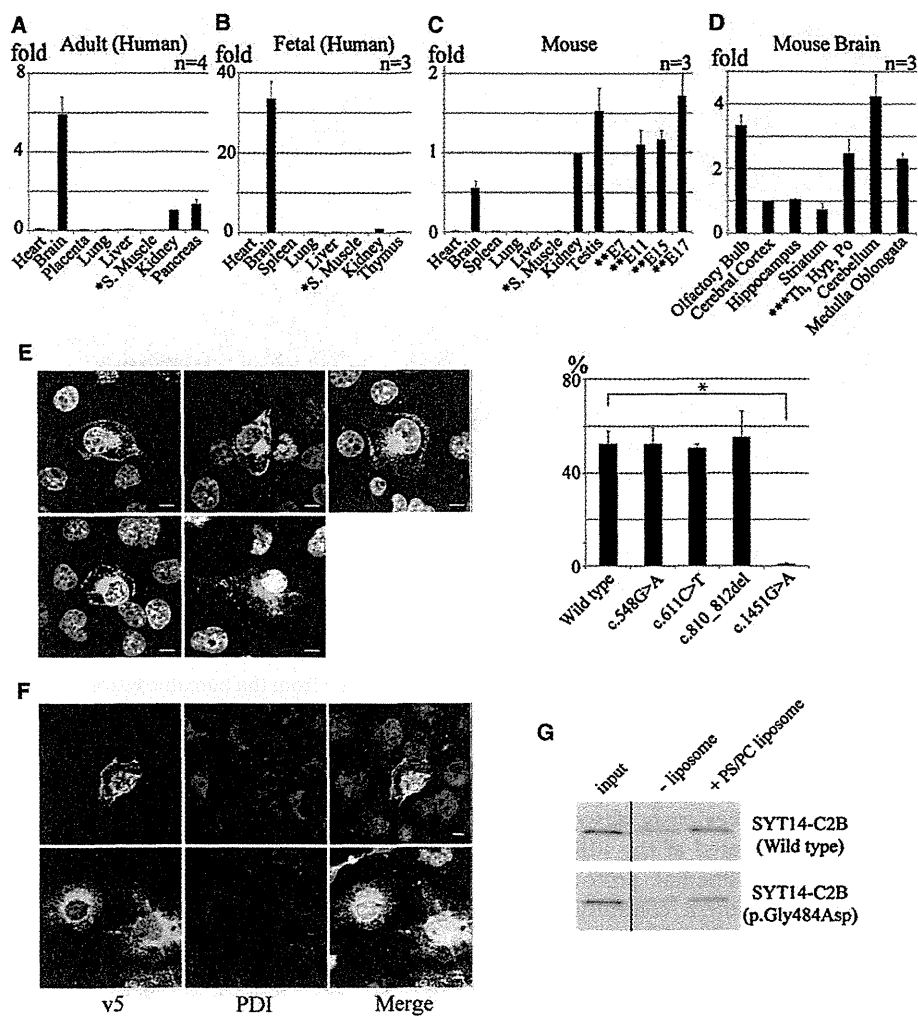 A
Adult (Human)
fold
n=4
8
4
0
Heart
Brain
Placenta
Lung
Liver
*S. Muscle
Kidney
Pancreas
B
Fetal (Human)
fold
n=3
40
20
0
Heart
Brain
Spleen
Lung
Liver
*S. Muscle
Kidney
Thymus
C
Mouse
fold
n=3
2
1
0
Heart
Brain
Spleen
Lung
Liver
*S. Muscle
Kidney
Testis
**E7
**E11
**E15
**E17
D
Mouse Brain
fold
n=3
4
2
0
Olfactory Bulb
Cerebral Cortex
Hippocampus
Striatum
***Th, Hyp, Po
Cerebellum
Medulla Oblongata
E
%
80
40
0
*
Wild type
c.548G>A
c.611C>T
c.810_812del
c.1451G>A
F
v5
PDI
Merge
G
input
- liposome
+ PS/PC liposome
SYT14-C2B
(Wild type)
SYT14-C2B
(p.Gly484Asp)